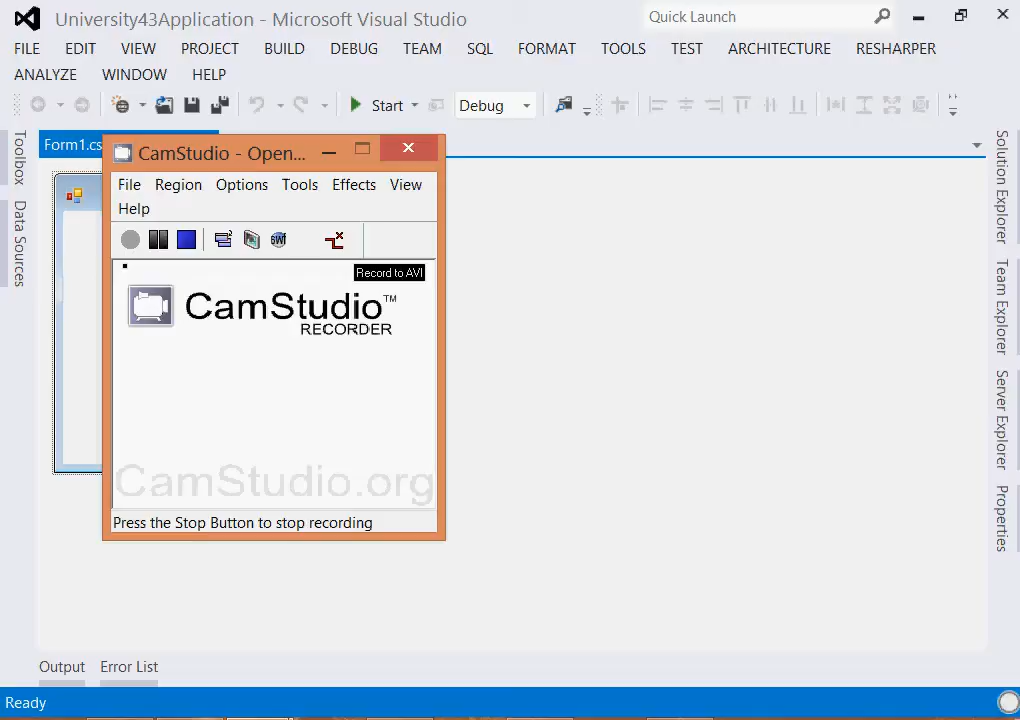 University43Application - Microsoft Visual Studio
Quick Launch
FILE EDIT VIEW PROJECT BUILD DEBUG TEAM SQL FORMAT TOOLS TEST ARCHITECTURE RESHARPER
ANALYZE WINDOW HELP
Start
Debug
Toolbox
Data Sources
Form1.cs
CamStudio - Open...
File Region Options Tools Effects View
Help
Record to AVI
CamStudio™
RECORDER
CamStudio.org
Press the Stop Button to stop recording
Solution Explorer
Team Explorer
Server Explorer
Properties
Output Error List
Ready